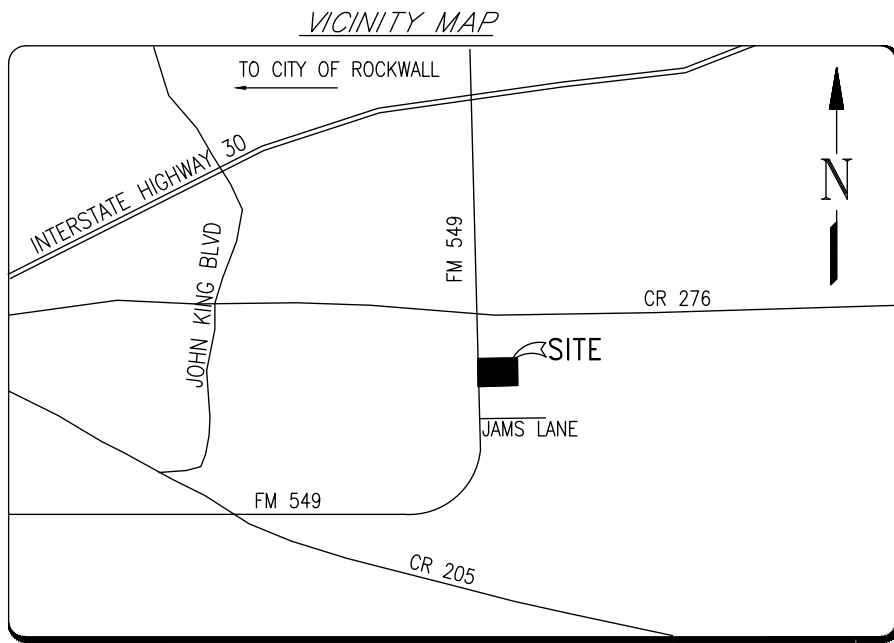 VICINITY MAP
TO CITY OF ROCKWALL
INTERSTATE HIGHWAY 30
N
JOHN KING BLVD
FM 549
CR 276
SITE
JAMS LANE
FM 549
CR 205